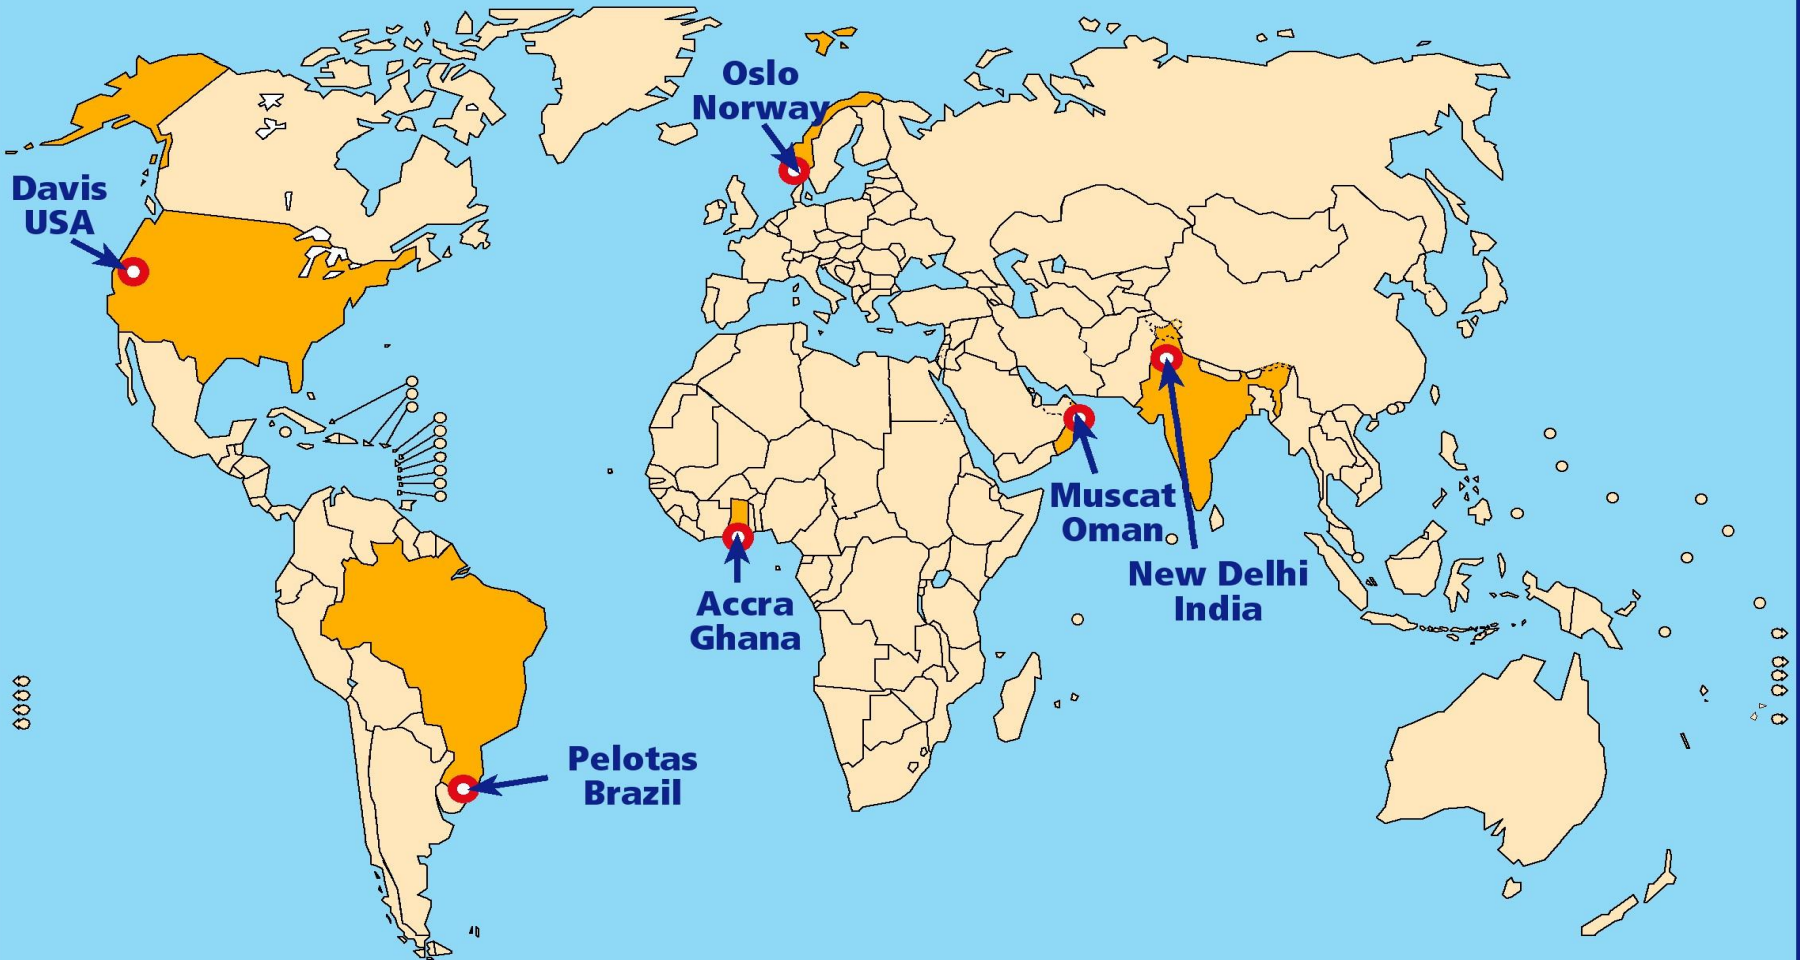 Oslo
Norway
Davis
USA
Muscat
Oman
New Delhi
India
Accra
Ghana
Pelotas
Brazil